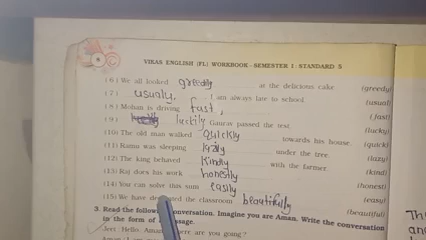 VIKAS ENGLISH (FL) WORKBOOK - SEMESTER I - STANDARD 5
(6) We all looked greedily at the delicious cake (greedy)
(7) usually. I am always late to school. (usual)
(8) Mohan is driving fast, (fast)
(9) luckily Gaurav passed the test. (lucky)
(10) The old man walked quickly towards his house. (quick)
(11) Ramu was sleeping lazily under the tree. (lazy)
(12) The king behaved kindly with the farmer. (kind)
(13) Raj does his work honestly (honest)
(14) You can solve this sum easily (easy)
(15) We have the classroom beautifully (beautiful)
3. Read the following conversation. Imagine you are Aman. Write the conversation
in the form of a passage.
Hello, Aman. Where are you going?